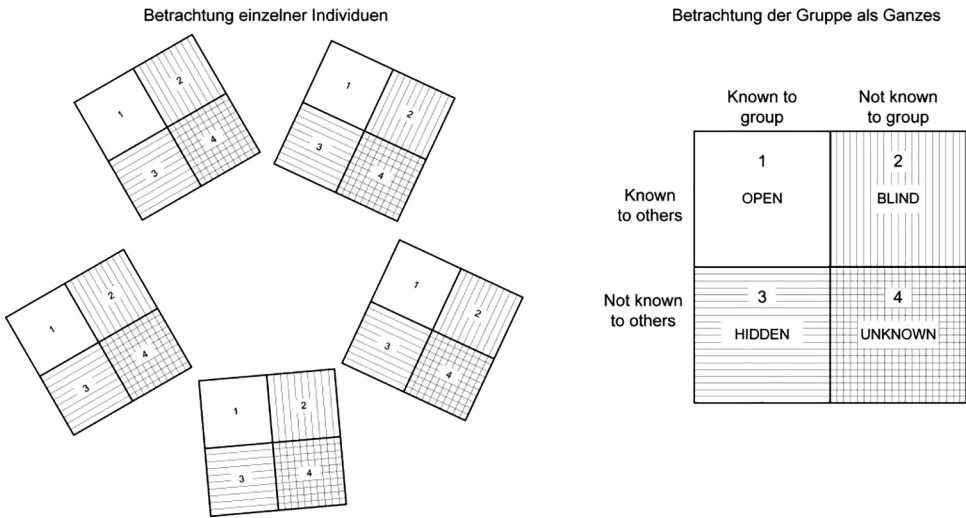 Betrachtung einzelner Individuen
1
2
3
4
1
2
3
4
1
2
3
4
1
2
3
4
1
2
3
4
Betrachtung der Gruppe als Ganzes
Known to
group
Not known
to group
Known
to others
1
OPEN
2
BLIND
Not known
to others
3
HIDDEN
4
UNKNOWN